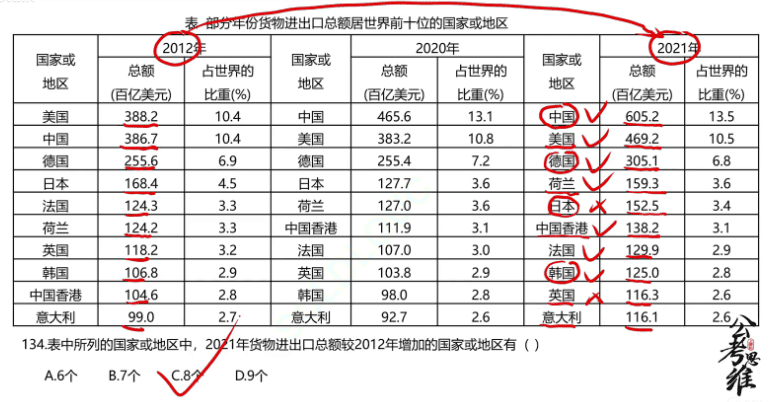 表 部分年份货物进出口总额居世界前十位的国家或地区
国家或地区 2012年 国家或地区 2020年 国家或地区 2021年
总额(百亿美元) 占世界的比重(%) 总额(百亿美元) 占世界的比重(%) 总额(百亿美元) 占世界的比重(%)
美国 388.2 10.4 中国 465.6 13.1 中国 605.2 13.5
中国 386.7 10.4 美国 383.2 10.8 美国 469.2 10.5
德国 255.6 6.9 德国 255.4 7.2 德国 305.1 6.8
日本 168.4 4.5 日本 127.7 3.6 荷兰 159.3 3.6
法国 124.3 3.3 荷兰 127.0 3.6 日本 152.5 3.4
荷兰 124.2 3.3 中国香港 111.9 3.1 中国香港 138.2 3.1
英国 118.2 3.2 法国 107.0 3.0 法国 129.9 2.9
韩国 106.8 2.9 英国 103.8 2.9 韩国 125.0 2.8
中国香港 104.6 2.8 韩国 98.0 2.8 英国 116.3 2.6
意大利 99.0 2.7 意大利 92.7 2.6 意大利 116.1 2.6
134.表中所列的国家或地区中，2021年货物进出口总额较2012年增加的国家或地区有（ ）
A.6个 B.7个 C.8个 D.9个
公考思维